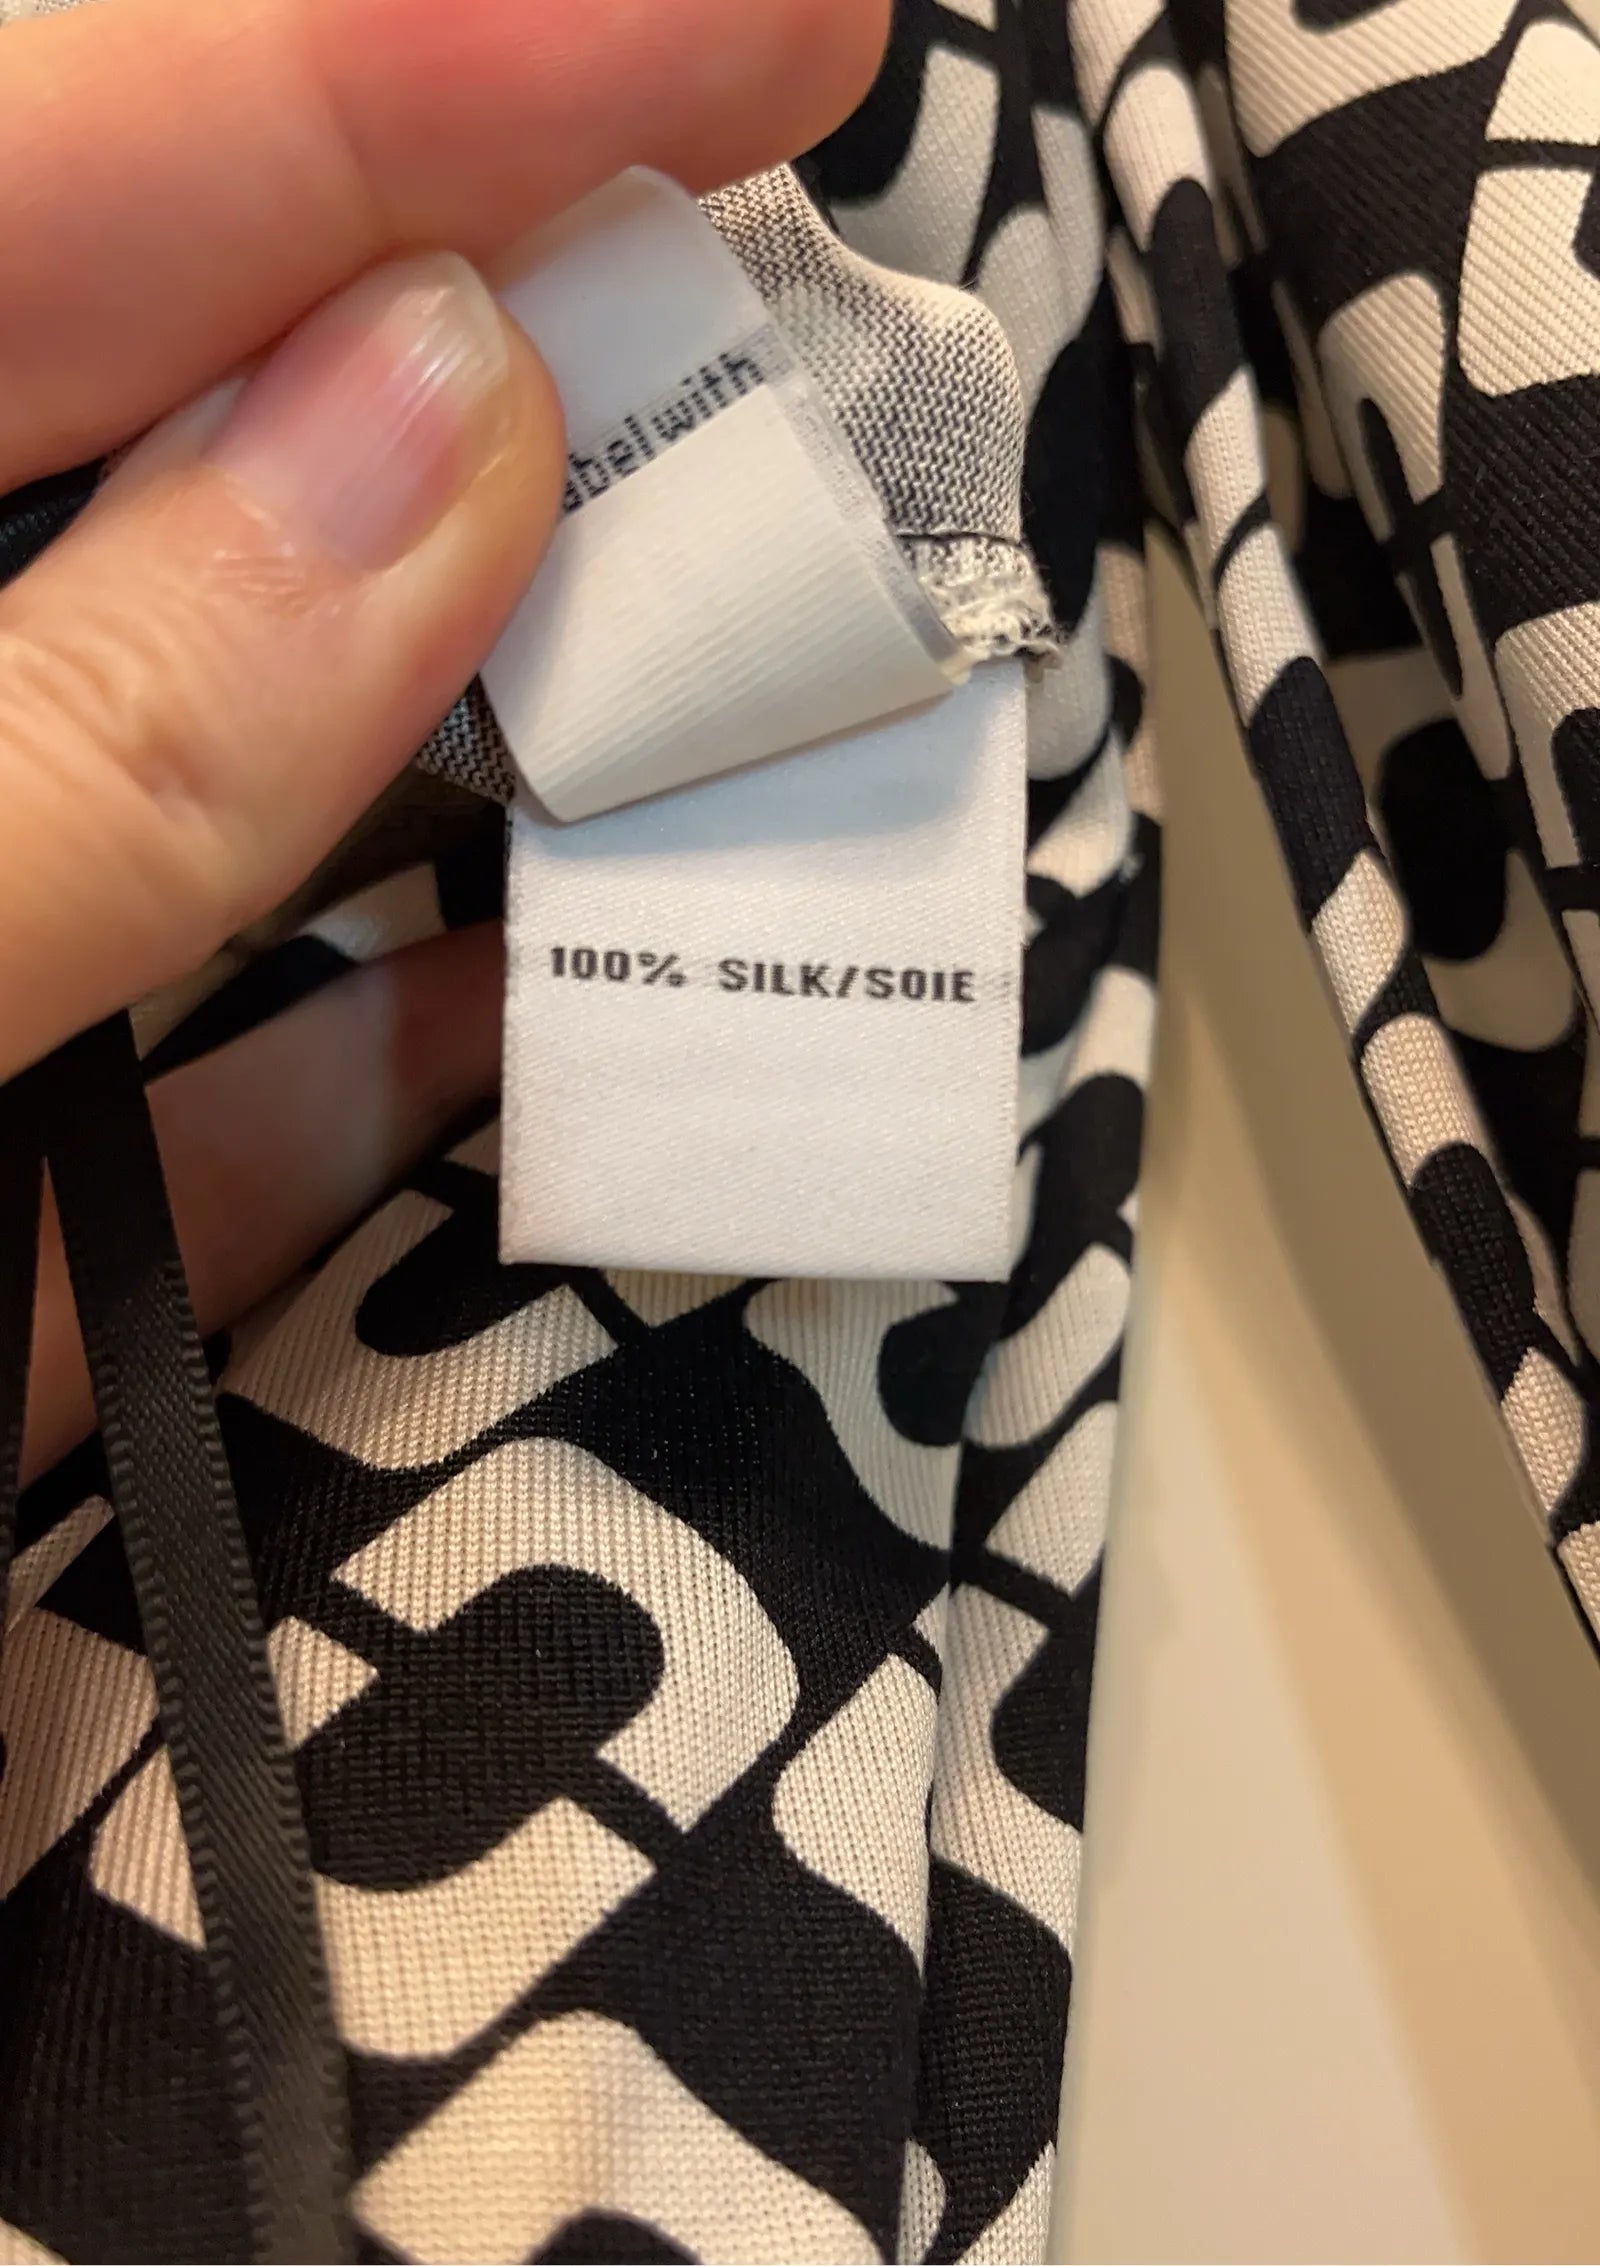 abel with
100% SILK/SOIE